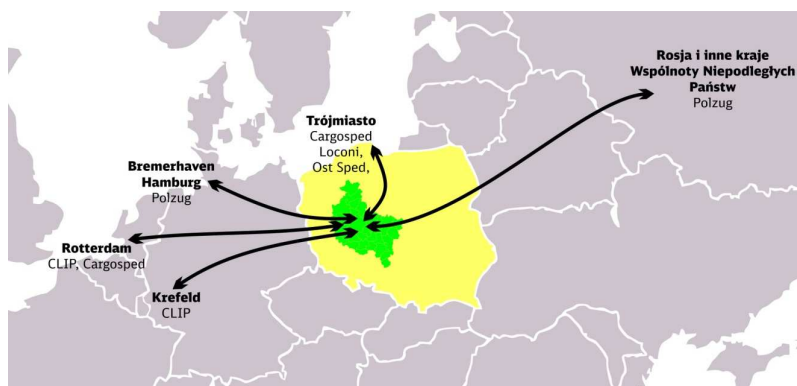 Rosja i inne kraje
Wspólnoty Niepodległych
Państw
Polzug
Trójmiasto
Cargosped
Loconi,
Ost Sped,
Bremerhaven
Hamburg
Polzug
Rotterdam
CLIP, Cargosped
Krefeld
CLIP